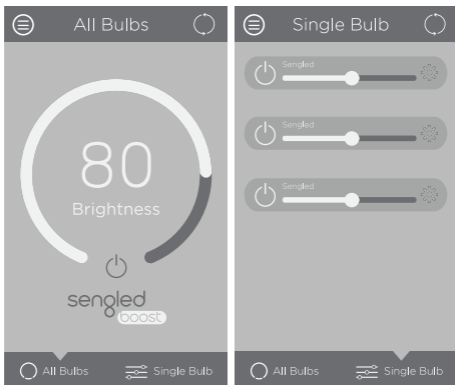 All Bulbs
80
Brightness
sengled
boost
All Bulbs
Single Bulb
Single Bulb
Sengled
Sengled
Sengled
All Bulbs
Single Bulb